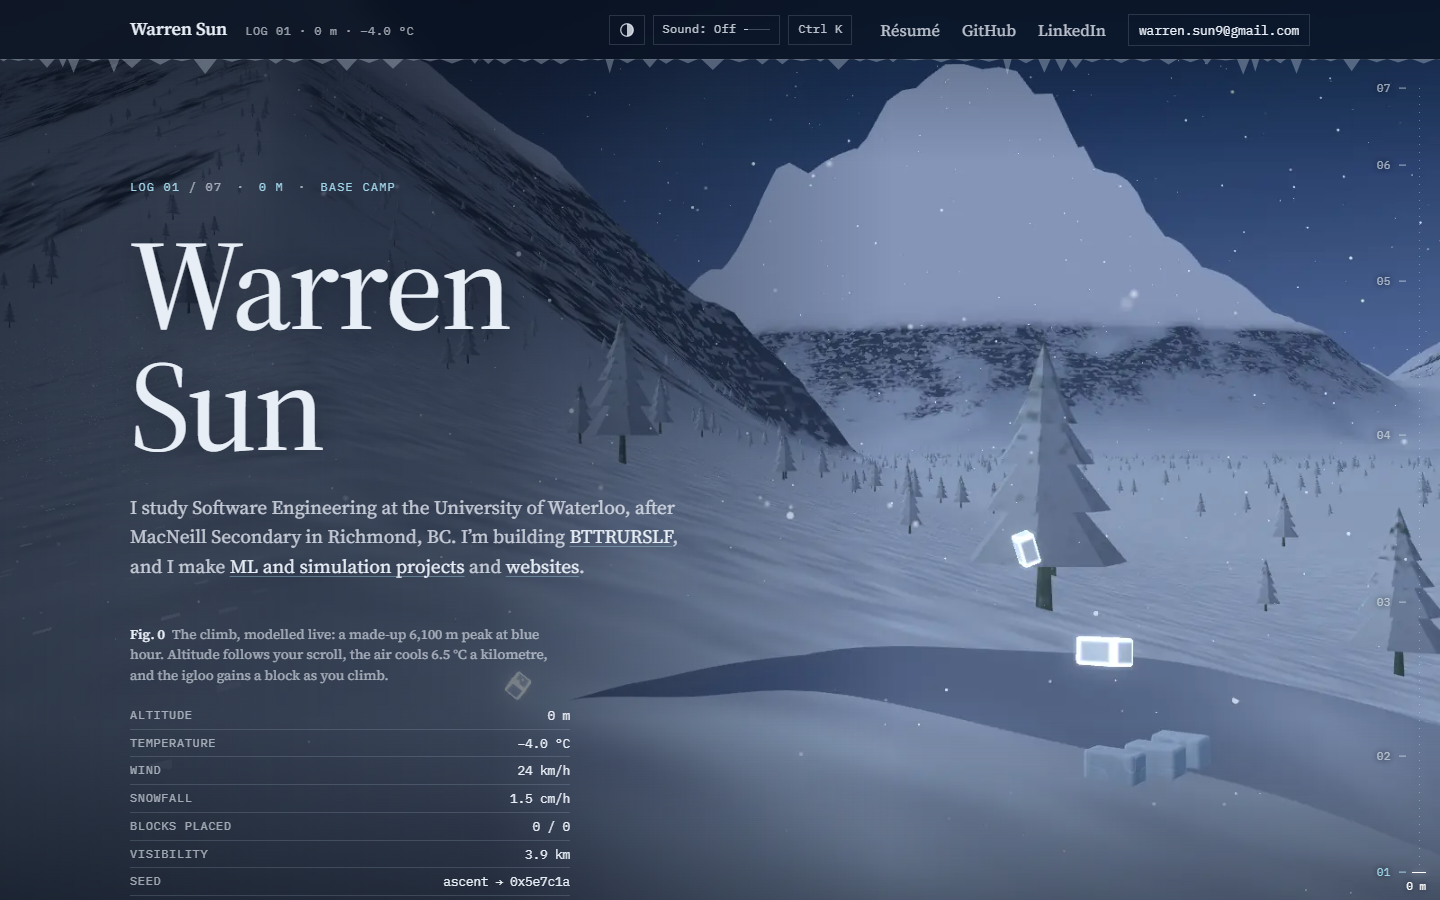 Warren Sun
LOG 01 · 0 m · −4.0 °C
Sound: Off
Ctrl K
Résumé
GitHub
LinkedIn
warren.sun9@gmail.com
LOG 01 / 07 · 0 M · BASE CAMP
Warren
Sun
I study Software Engineering at the University of Waterloo, after
MacNeill Secondary in Richmond, BC. I’m building BTTRURSLF,
and I make ML and simulation projects and websites.
Fig. 0 The climb, modelled live: a made-up 6,100 m peak at blue
hour. Altitude follows your scroll, the air cools 6.5 °C a kilometre,
and the igloo gains a block as you climb.
ALTITUDE 0 m
TEMPERATURE −4.0 °C
WIND 24 km/h
SNOWFALL 1.5 cm/h
BLOCKS PLACED 0 / 0
VISIBILITY 3.9 km
SEED ascent → 0x5e7c1a
07
06
05
04
03
02
01
0 m